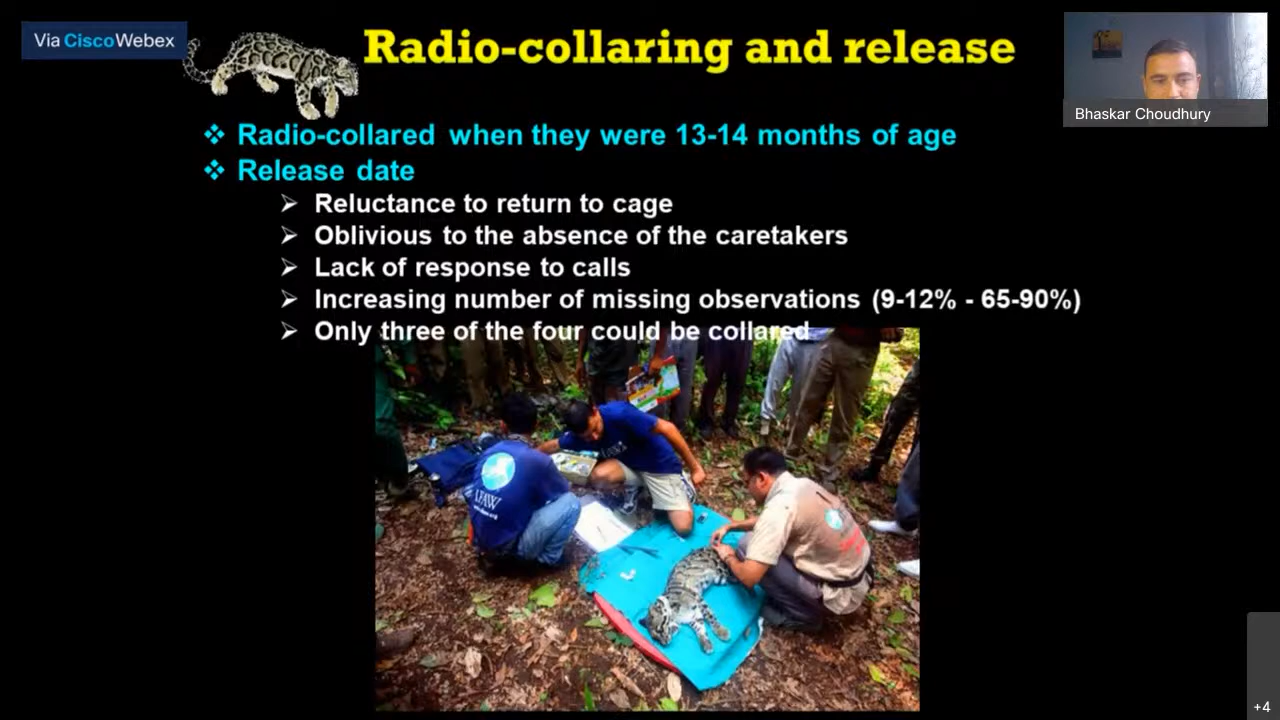 Via CiscoWebex
Radio-collaring and release
Bhaskar Choudhury
❖ Radio-collared when they were 13-14 months of age
❖ Release date
➢ Reluctance to return to cage
➢ Oblivious to the absence of the caretakers
➢ Lack of response to calls
➢ Increasing number of missing observations (9-12% - 65-90%)
➢ Only three of the four could be collared
IFAW
+4